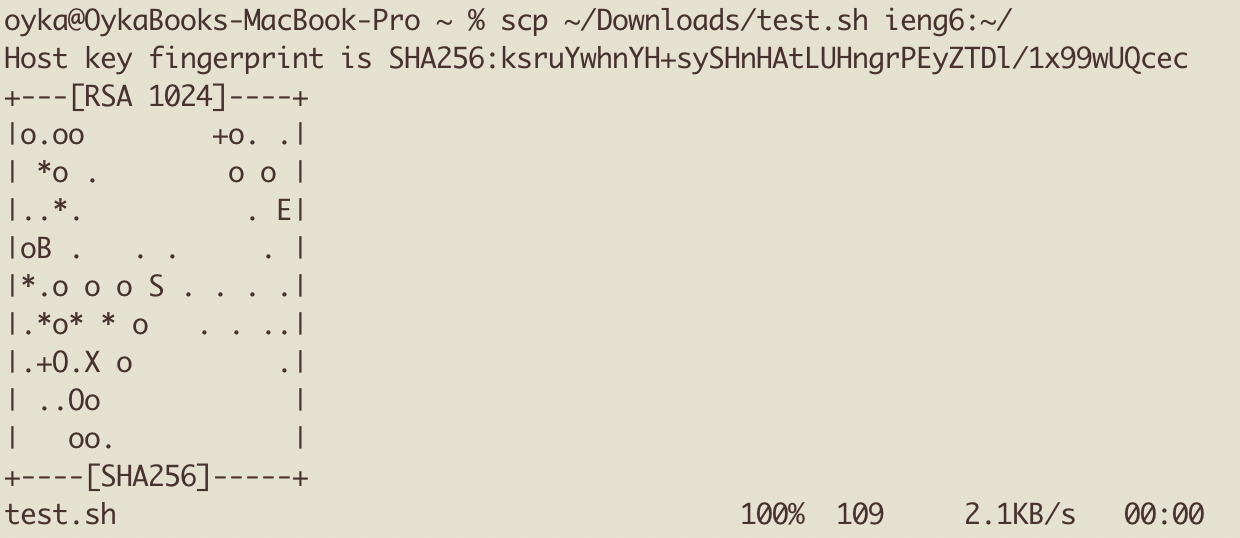 oyka@OykaBooks-MacBook-Pro ~ % scp ~/Downloads/test.sh ieng6:~/
Host key fingerprint is SHA256:ksruYwhnYH+sySHnHAtLUHngrPEyZTDl/1x99wUQcec
+---[RSA 1024]----+
|o.oo        +o. .|
| *o .        o o |
|..*.          . E|
|oB .   . .     . |
|*.o o o S . . . .|
|.*o* * o   . . ..|
|.+O.X o         .|
| ..Oo            |
|   oo.           |
+----[SHA256]-----+
test.sh                                       100%  109     2.1KB/s   00:00